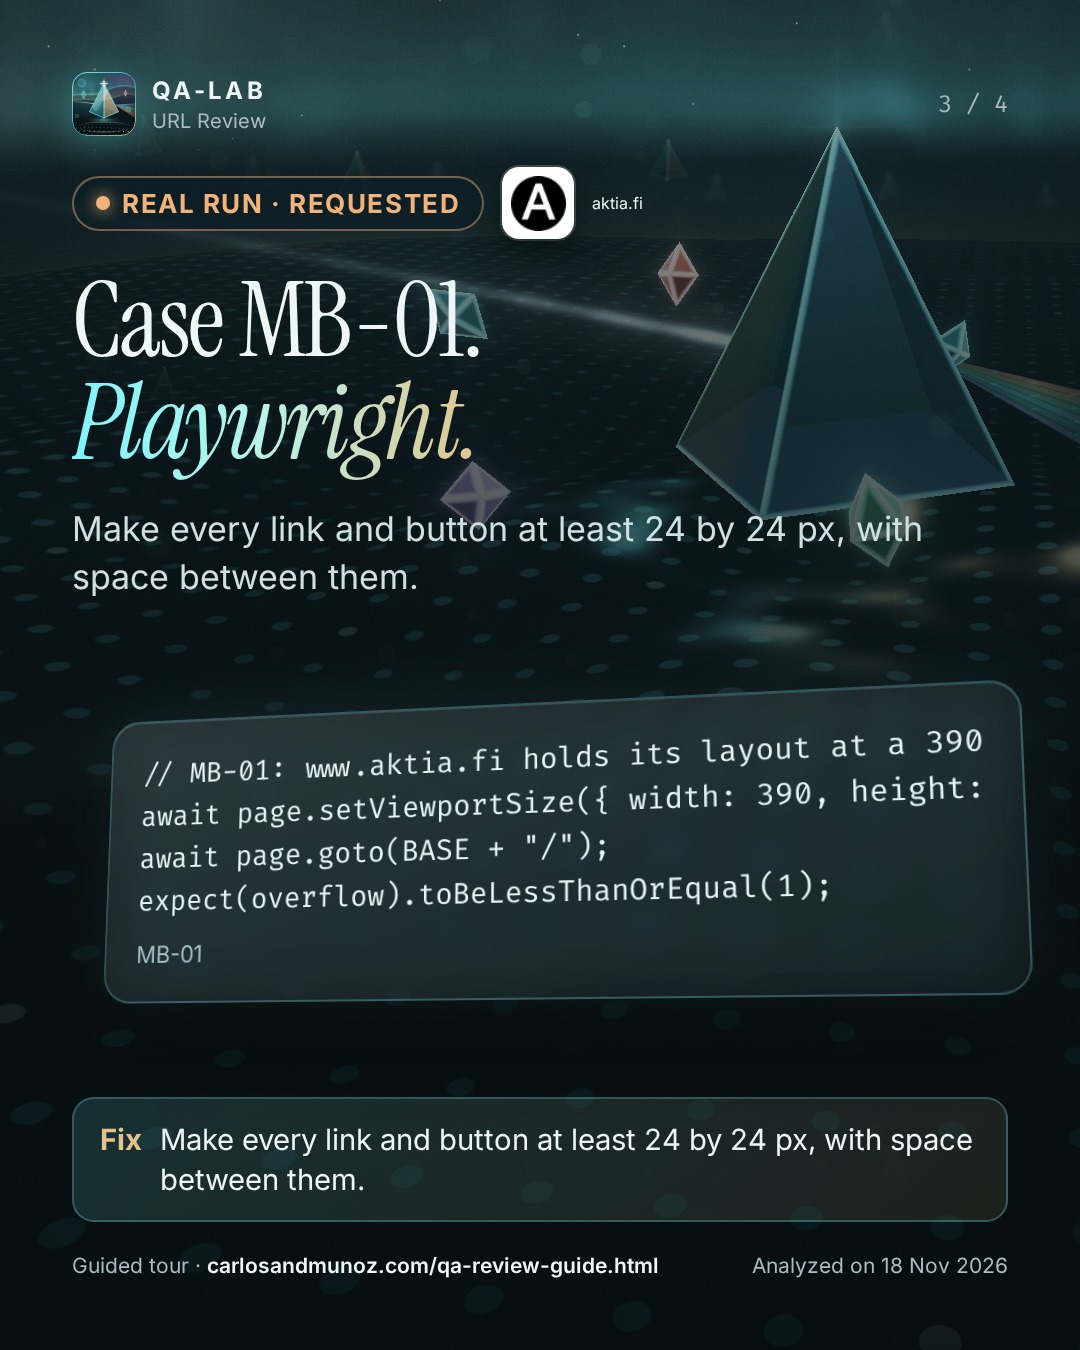 QA-LAB
URL Review
3 / 4
REAL RUN · REQUESTED
A
aktia.fi
Case MB-01.
Playwright.
Make every link and button at least 24 by 24 px, with
space between them.
// MB-01: www.aktia.fi holds its layout at a 390
await page.setViewportSize({ width: 390, height:
await page.goto(BASE + "/");
expect(overflow).toBeLessThanOrEqual(1);
MB-01
Fix Make every link and button at least 24 by 24 px, with space
between them.
Guided tour · carlosandmunoz.com/qa-review-guide.html
Analyzed on 18 Nov 2026